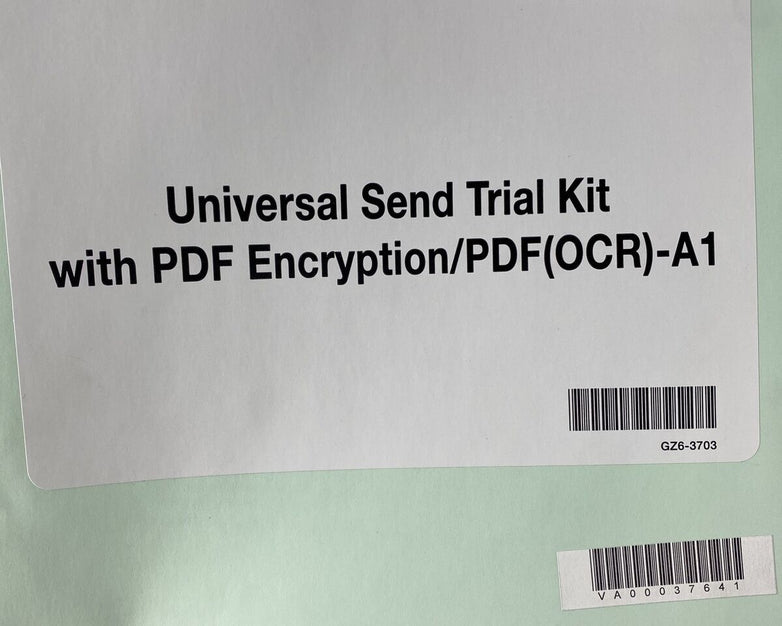 Universal Send Trial Kit
with PDF Encryption/PDF(OCR)-A1
GZ6-3703
VA00037641